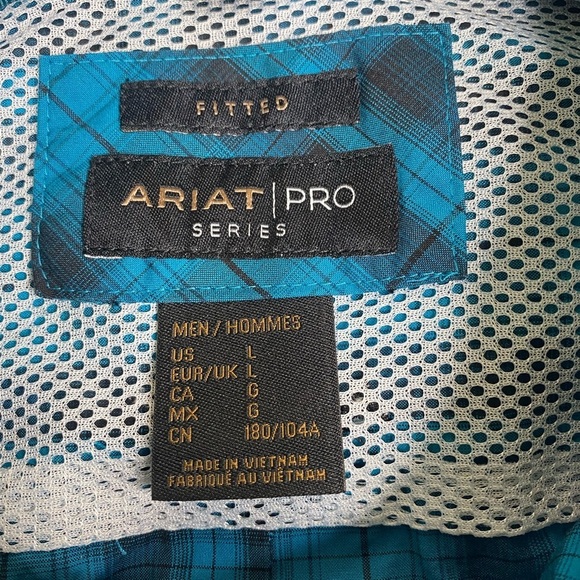 FITTED
ARIAT | PRO
SERIES
MEN / HOMMES
US L
EUR/UK L
CA G
MX G
CN 180/104A
MADE IN VIETNAM
FABRIQUÉ AU VIÊTNAM